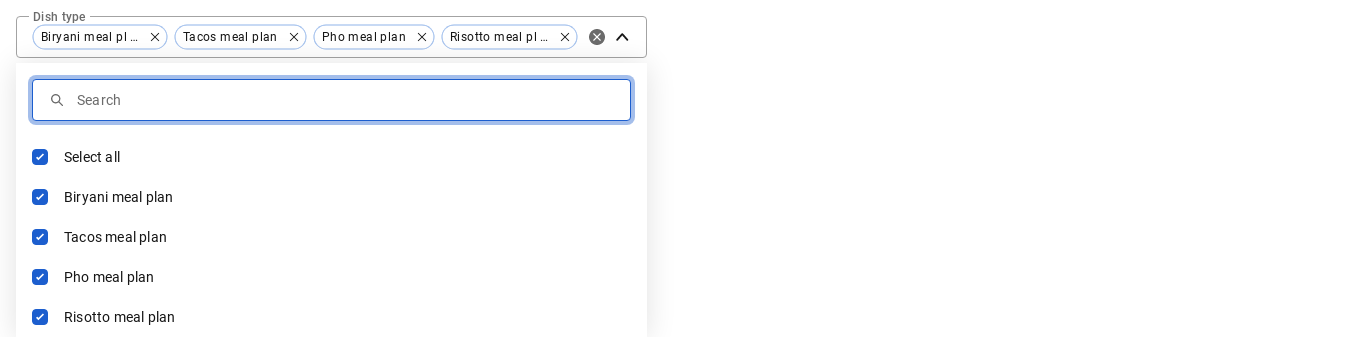 Dish type
Biryani meal pl … Tacos meal plan Pho meal plan Risotto meal pl …
Search
Select all
Biryani meal plan
Tacos meal plan
Pho meal plan
Risotto meal plan